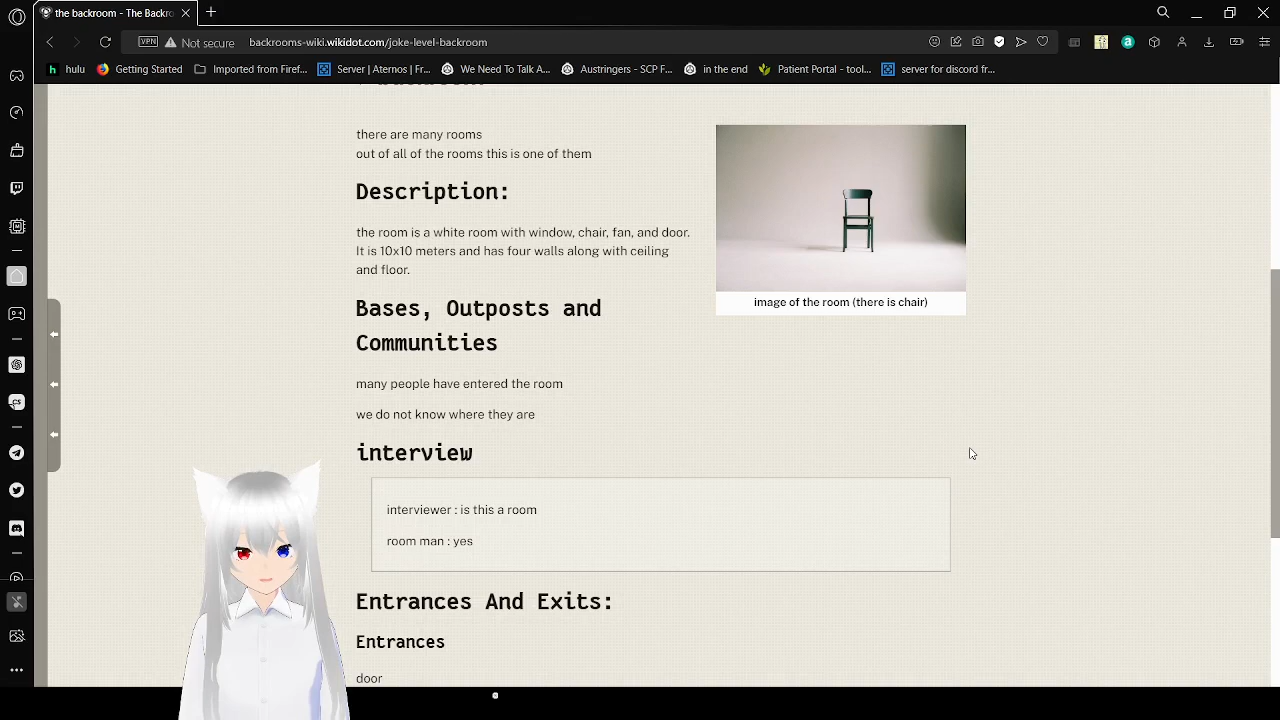 the backroom - The Backro
Not secure
backrooms-wiki.wikidot.com/joke-level-backroom
VPN
hulu
Getting Started
Imported from Firef...
Server | Aternos | Fr...
We Need To Talk A...
Austringers - SCP F...
in the end
Patient Portal - tool...
server for discord fr...
there are many rooms
out of all of the rooms this is one of them
Description:
the room is a white room with window, chair, fan, and door.
It is 10x10 meters and has four walls along with ceiling
and floor.
image of the room (there is chair)
Bases, Outposts and
Communities
many people have entered the room
we do not know where they are
interview
interviewer : is this a room
room man : yes
Entrances And Exits:
Entrances
door